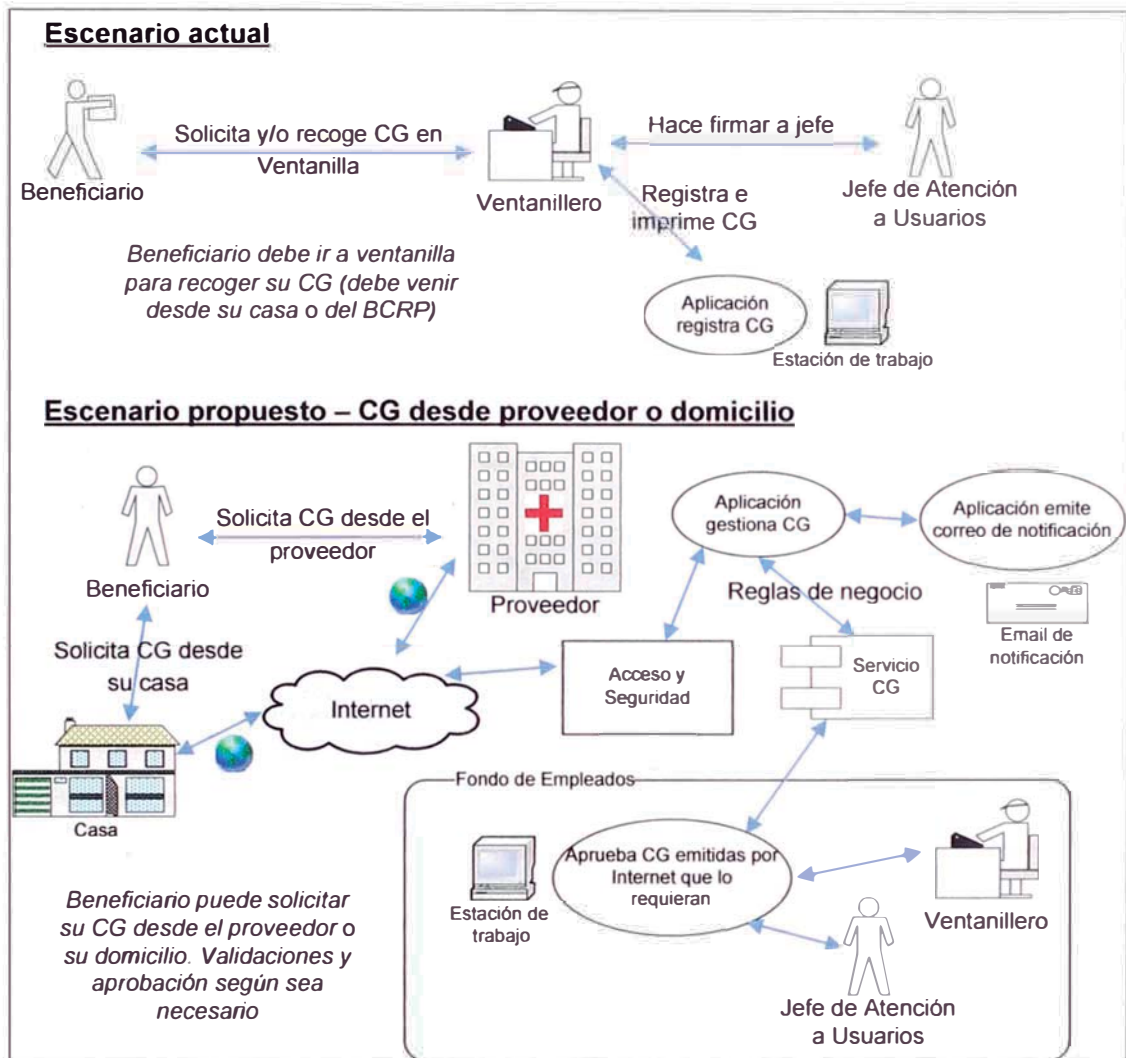 Escenario actual
Solicita y/o recoge CG en
Ventanilla
Beneficiario
Ventanillero
Hace firmar a jefe
Registra e
imprime CG
Jefe de Atención
a Usuarios
Beneficiario debe ir a ventanilla
para recoger su CG (debe venir
desde su casa o del BCRP)
Aplicación
registra CG
Estación de trabajo
Escenario propuesto – CG desde proveedor o domicilio
Solicita CG desde el
proveedor
Beneficiario
Proveedor
Aplicación
gestiona CG
Aplicación emite
correo de notificación
Reglas de negocio
Email de
notificación
Solicita CG desde
su casa
Internet
Acceso y
Seguridad
Servicio
CG
Casa
Fondo de Empleados
Aprueba CG emitidas por
Internet que lo
requieran
Estación de
trabajo
Ventanillero
Jefe de Atención
a Usuarios
Beneficiario puede solicitar
su CG desde el proveedor o
su domicilio. Validaciones y
aprobación según sea
necesario